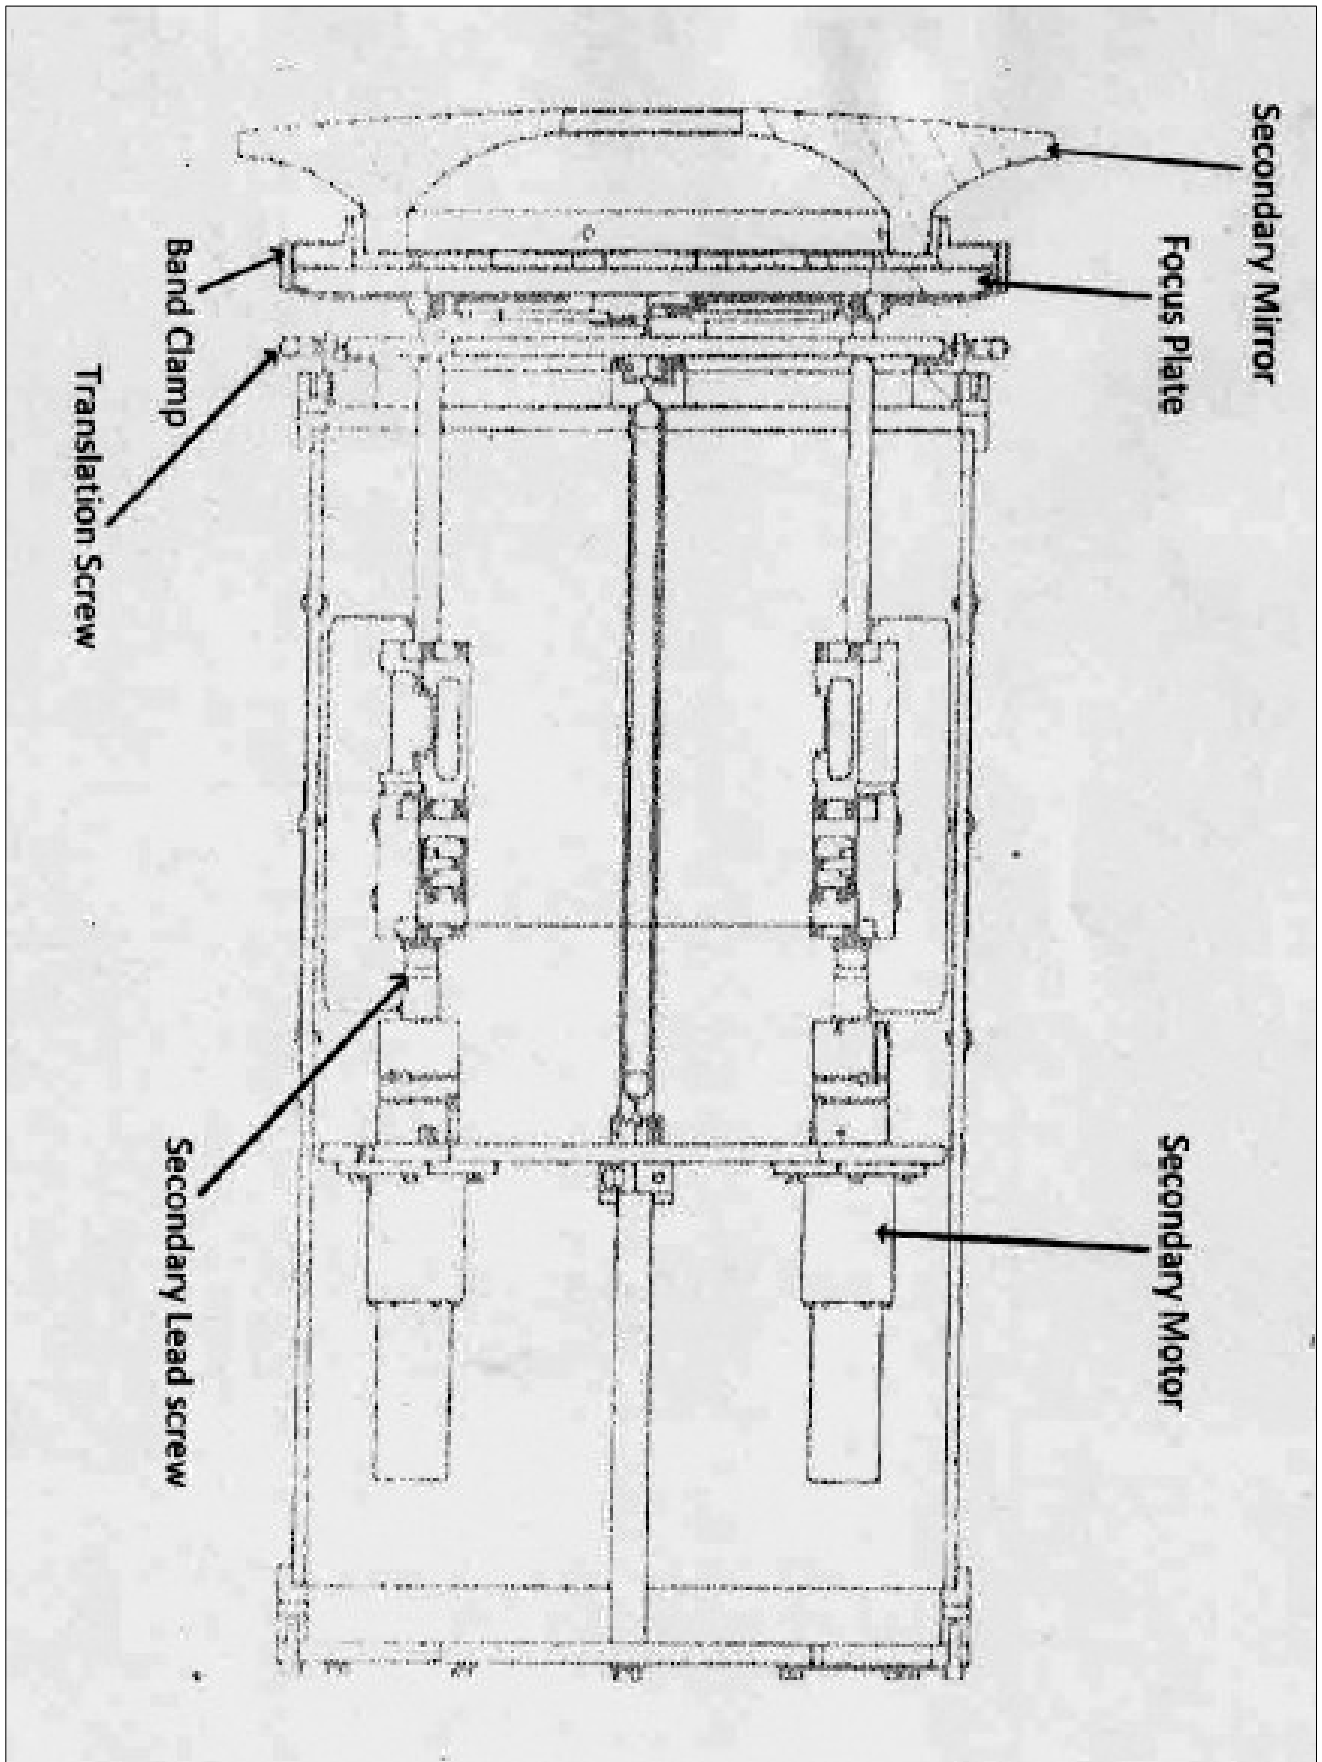 Secondary Mirror
Focus Plate
Band Clamp
Translation Screw
Secondary Motor
Secondary Lead screw